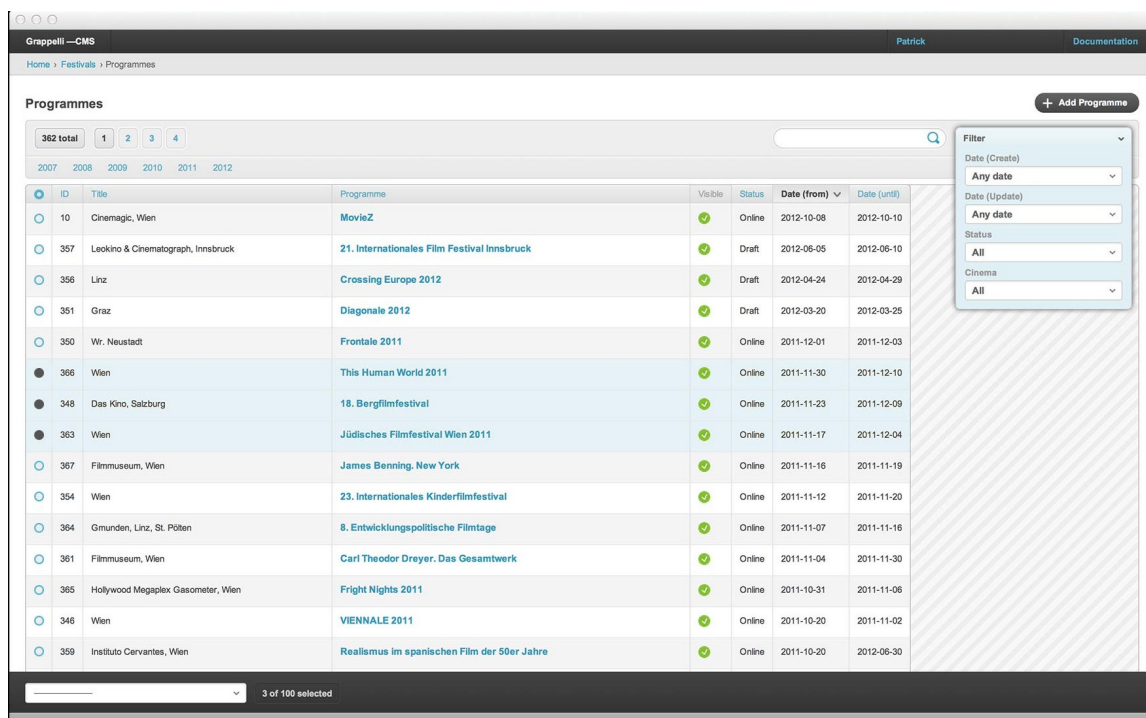 Grappelli —CMS Patrick Documentation
Home › Festivals › Programmes
Programmes
+ Add Programme
362 total 1 2 3 4
2007 2008 2009 2010 2011 2012
Filter
Date (Create)
Any date
Date (Update)
Any date
Status
All
Cinema
All
ID Title Programme Visible Status Date (from) Date (until)
10 Cinemagic, Wien MovieZ Online 2012-10-08 2012-10-10
357 Leokino & Cinematograph, Innsbruck 21. Internationales Film Festival Innsbruck Draft 2012-06-05 2012-06-10
356 Linz Crossing Europe 2012 Draft 2012-04-24 2012-04-29
351 Graz Diagonale 2012 Draft 2012-03-20 2012-03-25
350 Wr. Neustadt Frontale 2011 Online 2011-12-01 2011-12-03
366 Wien This Human World 2011 Online 2011-11-30 2011-12-10
348 Das Kino, Salzburg 18. Bergfilmfestival Online 2011-11-23 2011-12-09
363 Wien Jüdisches Filmfestival Wien 2011 Online 2011-11-17 2011-12-04
367 Filmmuseum, Wien James Benning. New York Online 2011-11-16 2011-11-19
354 Wien 23. Internationales Kinderfilmfestival Online 2011-11-12 2011-11-20
364 Gmunden, Linz, St. Pölten 8. Entwicklungspolitische Filmtage Online 2011-11-07 2011-11-16
361 Filmmuseum, Wien Carl Theodor Dreyer. Das Gesamtwerk Online 2011-11-04 2011-11-30
365 Hollywood Megaplex Gasometer, Wien Fright Nights 2011 Online 2011-10-31 2011-11-06
346 Wien VIENNALE 2011 Online 2011-10-20 2011-11-02
359 Instituto Cervantes, Wien Realismus im spanischen Film der 50er Jahre Online 2011-10-20 2012-06-30
3 of 100 selected